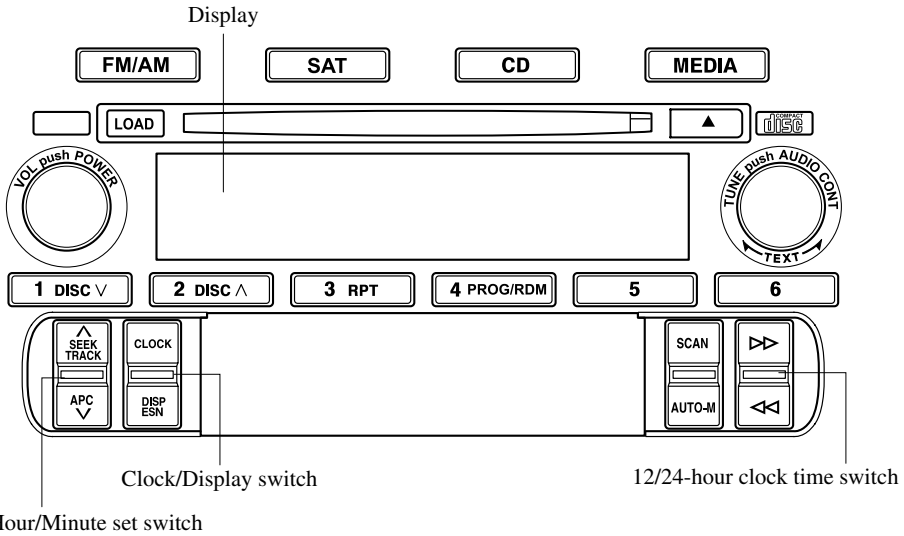 Display
FM/AM
SAT
CD
MEDIA
LOAD
COMPACT
disc
VOL push POWER
TUNE push AUDIO CONT
TEXT
1 DISC ∨
2 DISC ∧
3 RPT
4 PROG/RDM
5
6
SEEK
TRACK
CLOCK
SCAN
APC
DISP
ESN
AUTO-M
Clock/Display switch
12/24-hour clock time switch
Hour/Minute set switch